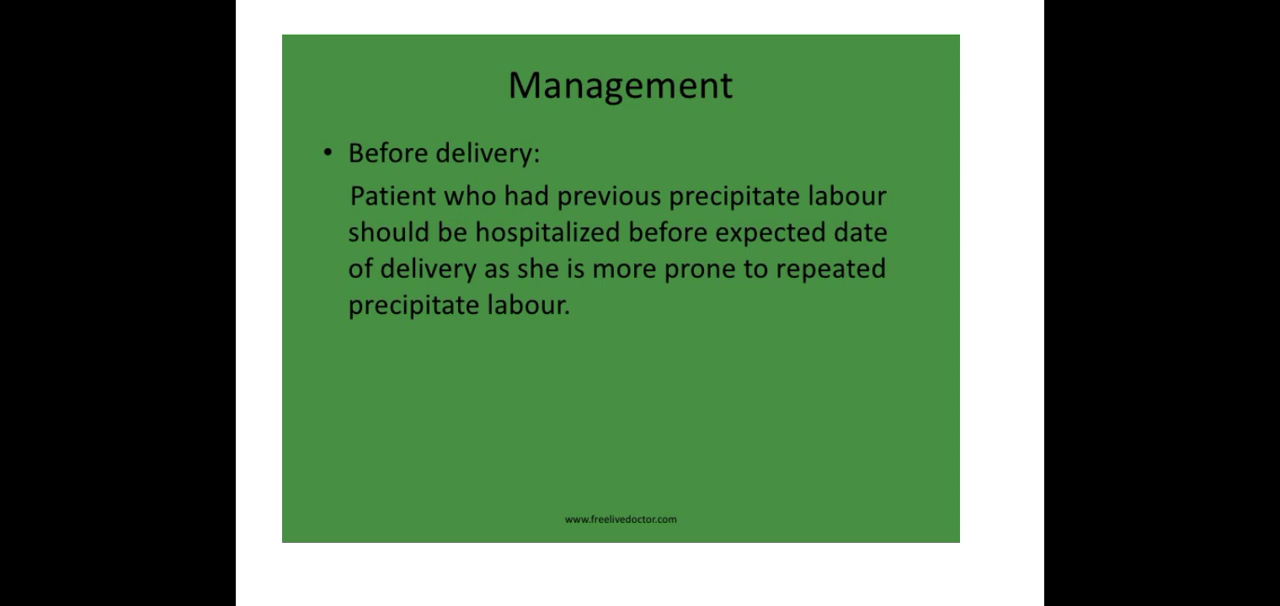 Management
• Before delivery:
Patient who had previous precipitate labour
should be hospitalized before expected date
of delivery as she is more prone to repeated
precipitate labour.
www.freelivedoctor.com